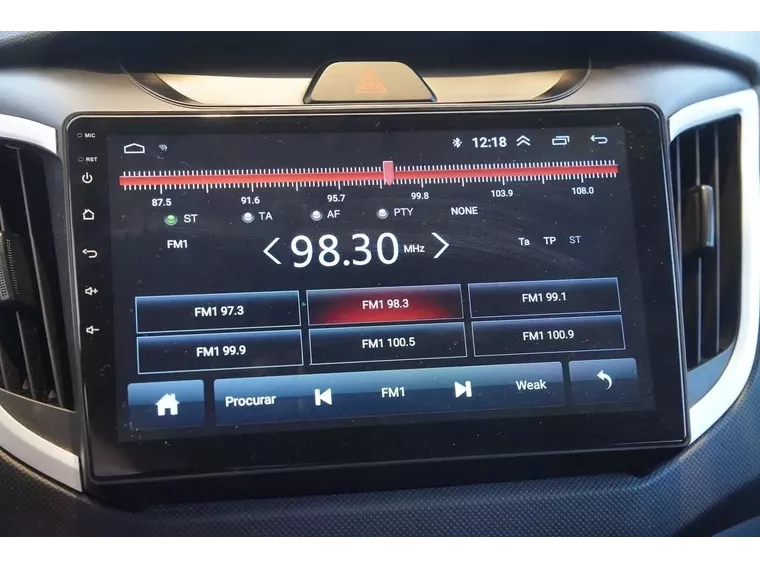 MIC
12:18
RST
87.5 91.6 95.7 99.8 103.9 108.0
ST TA AF PTY NONE
FM1 98.30 MHz Ta TP ST
FM1 97.3 FM1 98.3 FM1 99.1
FM1 99.9 FM1 100.5 FM1 100.9
Procurar FM1 Weak